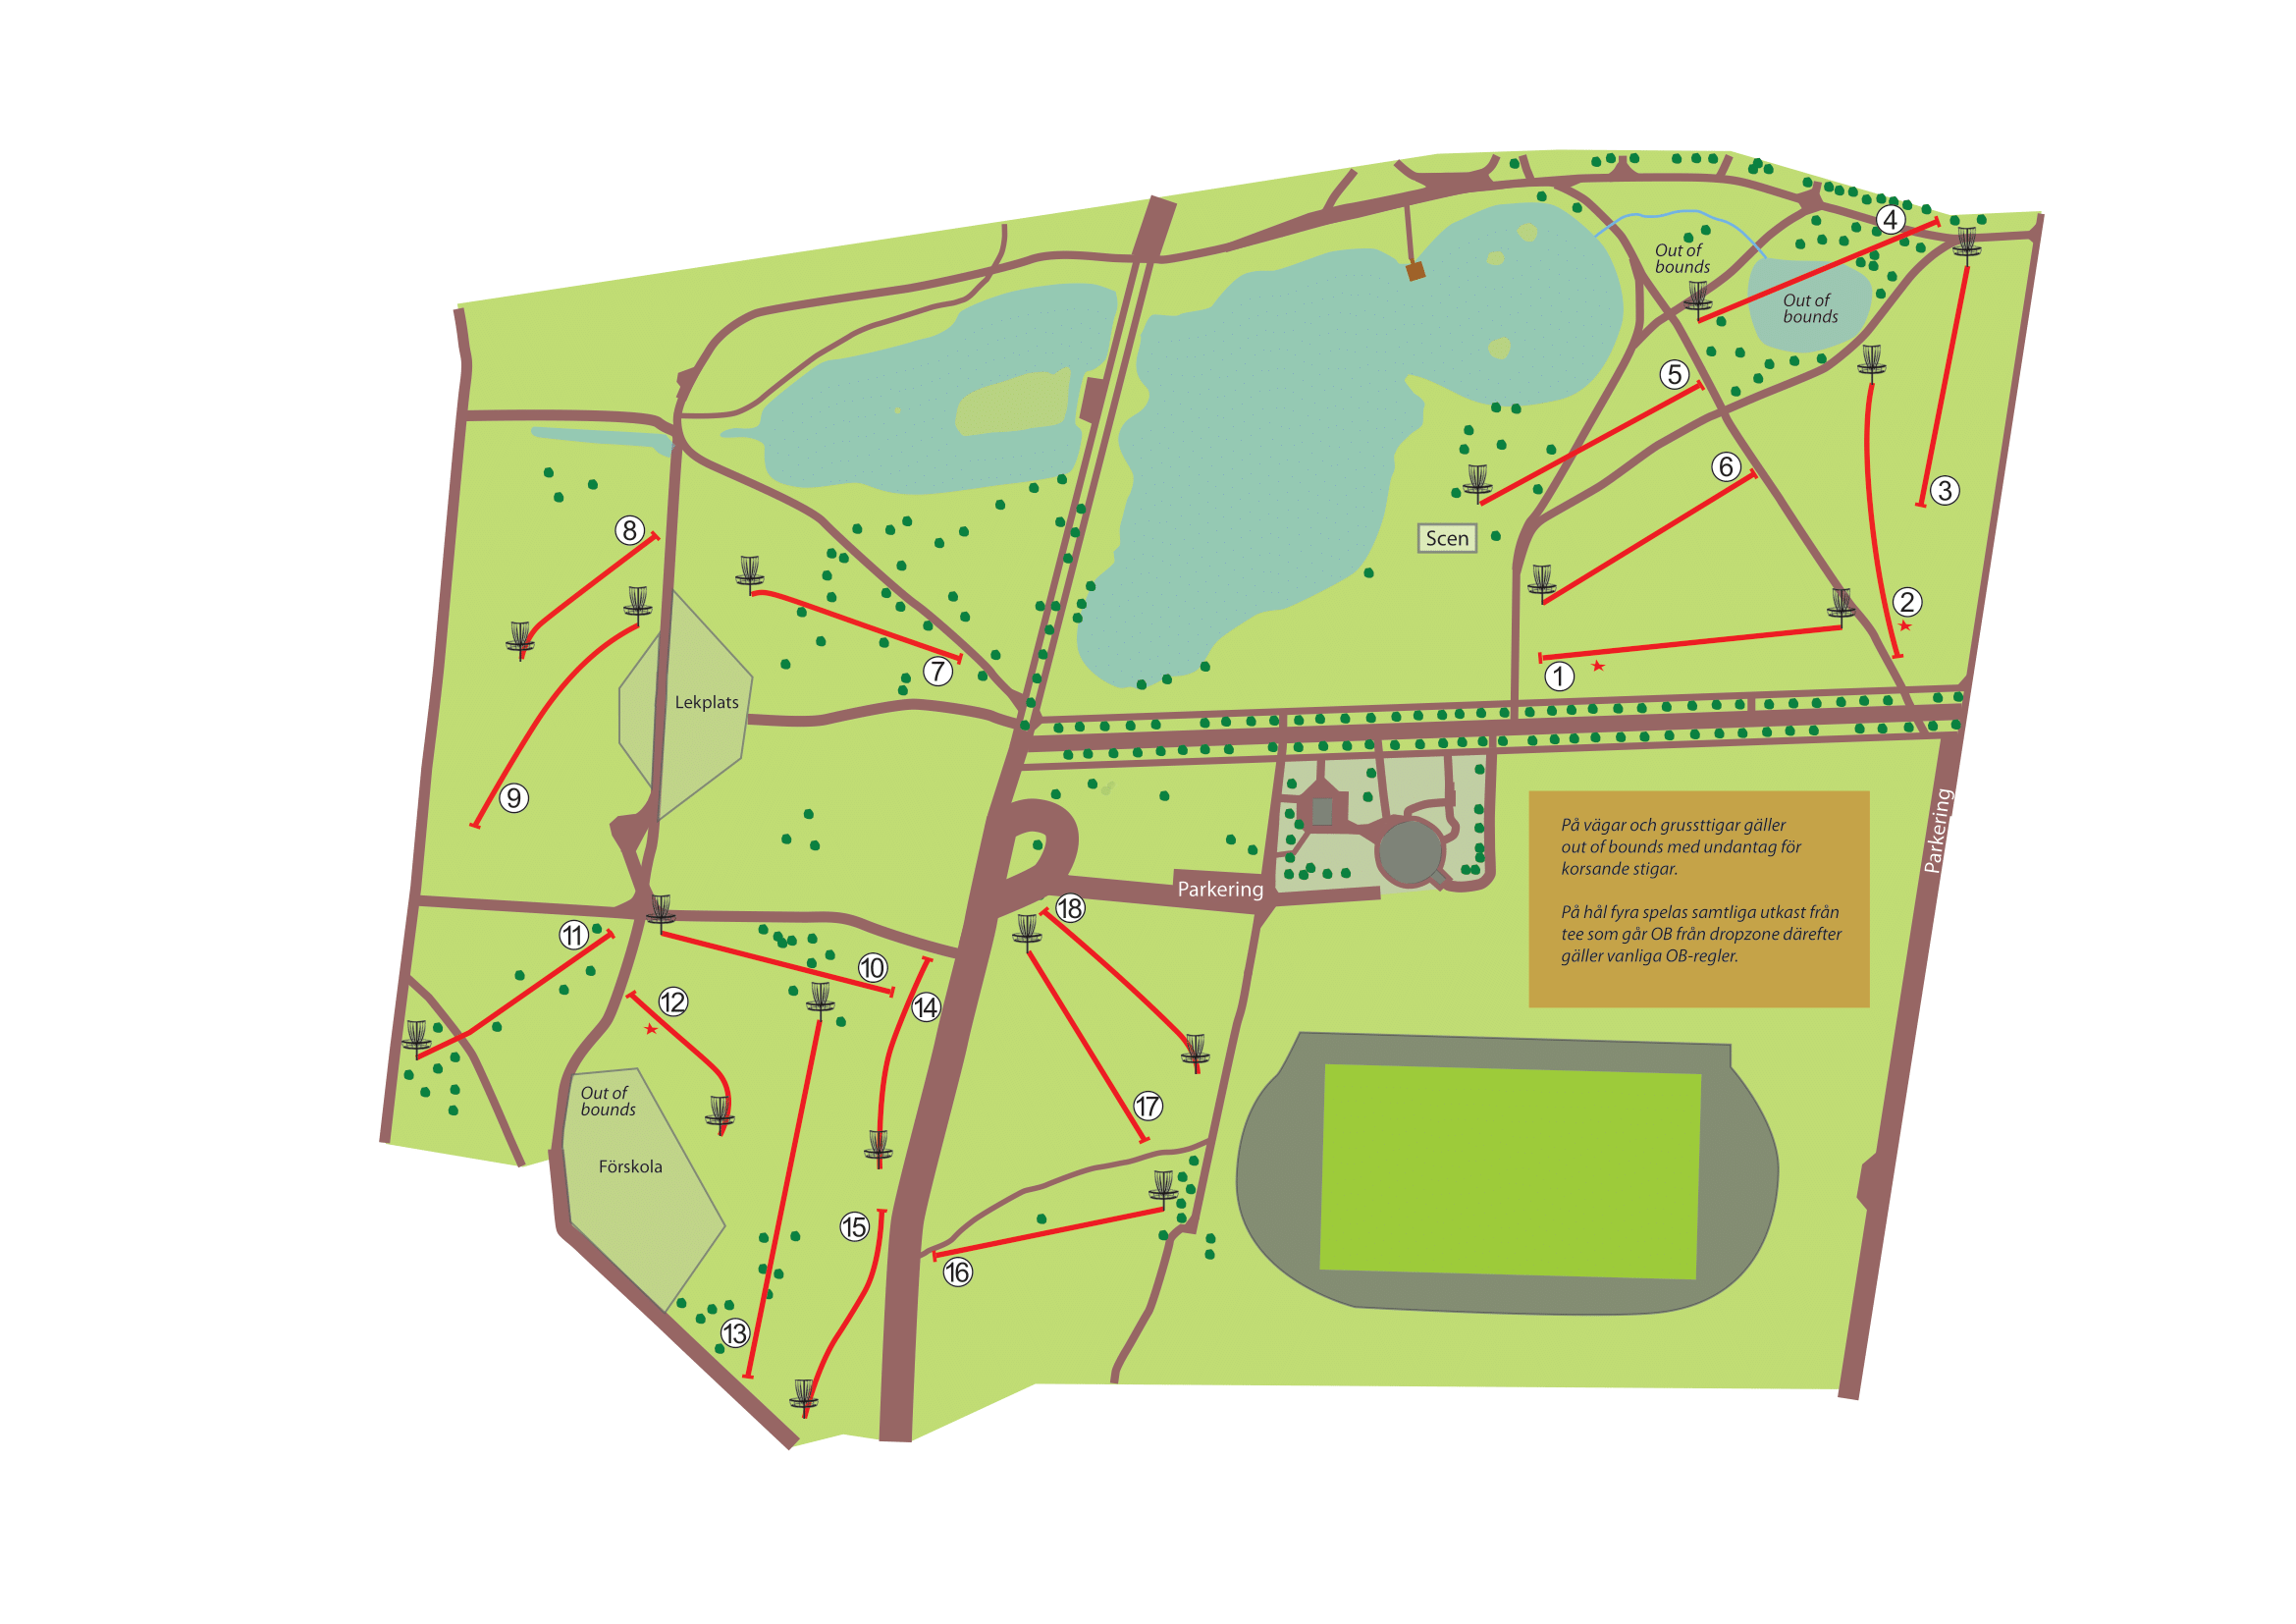 4
Out of
bounds
Out of
bounds
5
6
3
8
Scen
2
7
1
Lekplats
9
Parkering
På vägar och grussttigar gäller
out of bounds med undantag för
korsande stigar.
På hål fyra spelas samtliga utkast från
tee som går OB från dropzone därefter
gäller vanliga OB-regler.
Parkering
18
11
10
12
14
Out of
bounds
17
Förskola
15
16
13